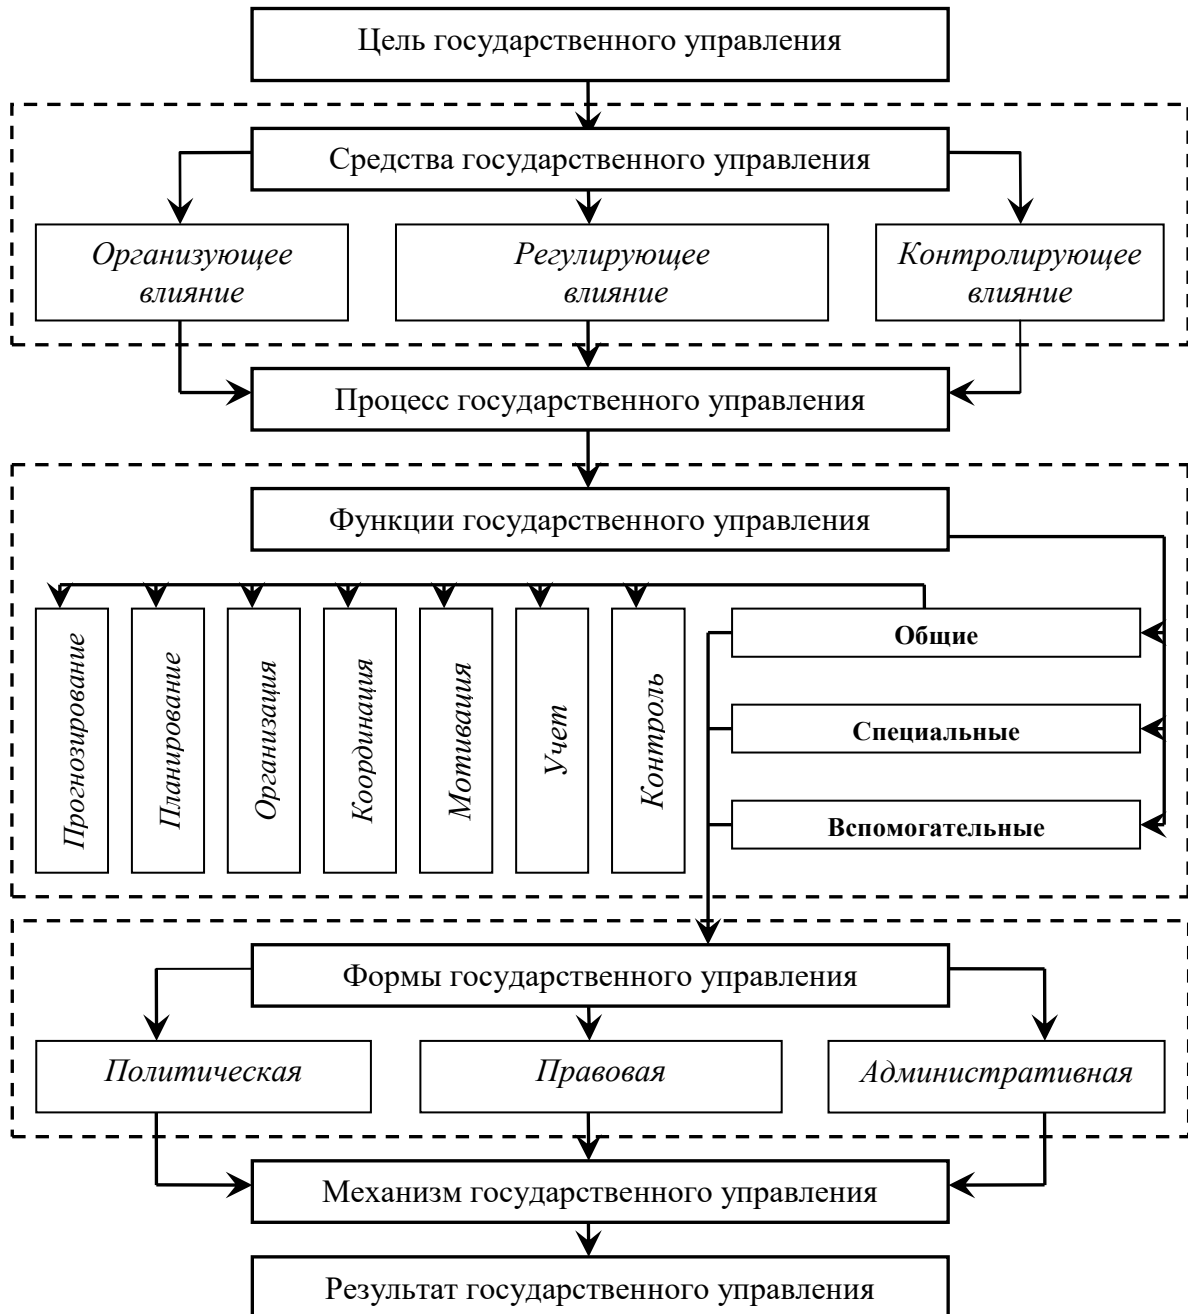 Цель государственного управления
Средства государственного управления
Организующее
влияние
Регулирующее
влияние
Контролирующее
влияние
Процесс государственного управления
Функции государственного управления
Прогнозирование
Планирование
Организация
Координация
Мотивация
Учет
Контроль
Общие
Специальные
Вспомогательные
Формы государственного управления
Политическая
Правовая
Административная
Механизм государственного управления
Результат государственного управления